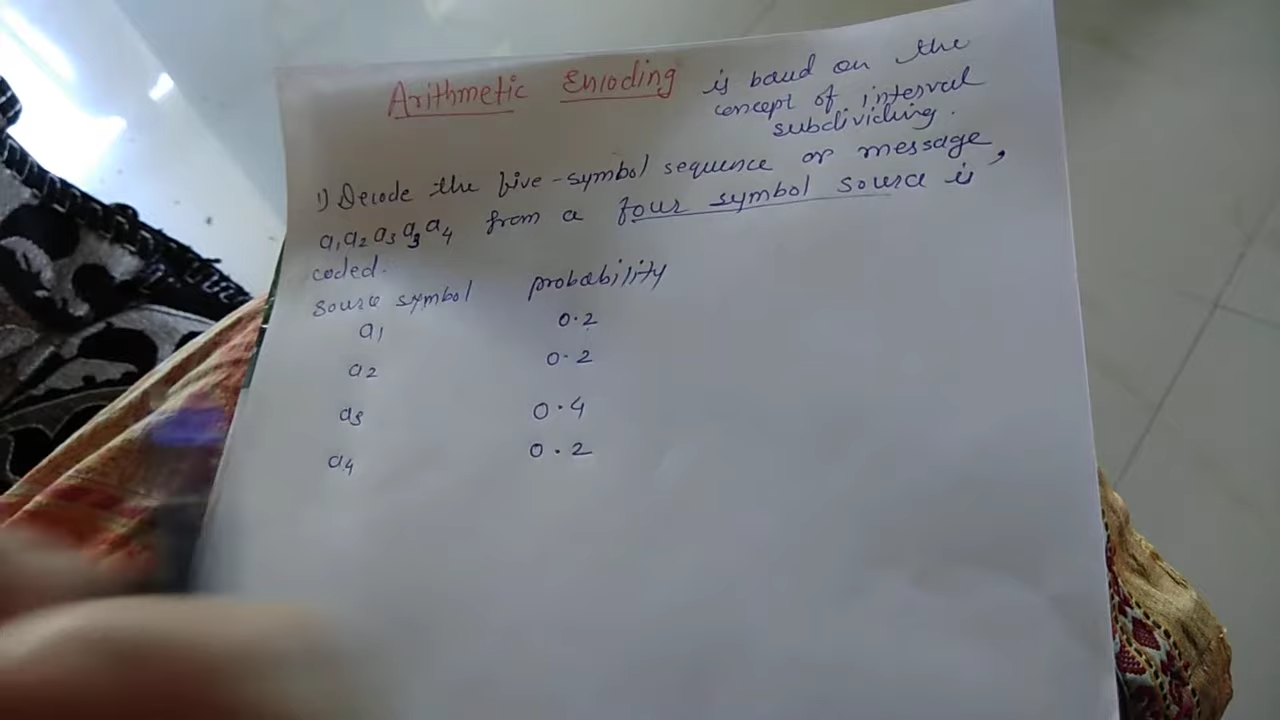 Arithmetic Encoding is based on the
concept of interval
subdividing.
1) Decode the five-symbol sequence or message,
a1a2a3a3a4 from a four symbol source is
coded.
source symbol probability
a1 0.2
a2 0.2
a3 0.4
a4 0.2